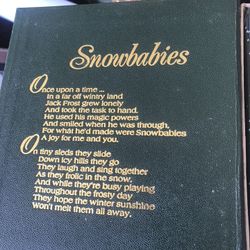 Snowbabies
Once upon a time ...
In a far off wintry land
Jack Frost grew lonely
And took the task to hand.
He used his magic powers
And smiled when he was through,
For what he'd made were Snowbabies
A joy for me and you.
On tiny sleds they slide
Down icy hills they go
They laugh and sing together
As they frolic in the snow,
And while they're busy playing
Throughout the frosty day
They hope the winter sunshine
Won't melt them all away.